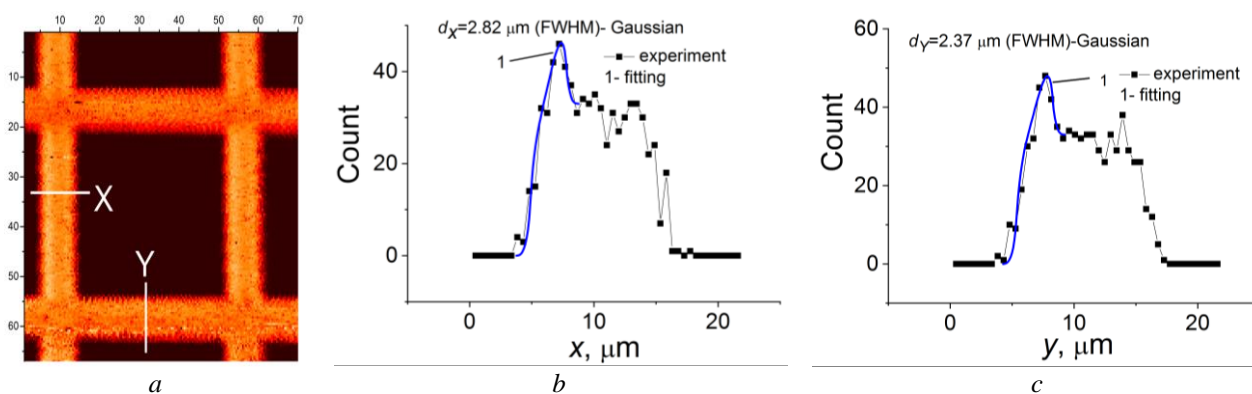 10 20 30 40 50 60 70
10
20
30
40
50
60
X
Y
a
d_X=2.82 μm (FWHM)- Gaussian
1
experiment
1- fitting
Count
40
20
0
0 10 20
x, μm
b
d_Y=2.37 μm (FWHM)-Gaussian
1
experiment
1- fitting
Count
60
40
20
0
0 10 20
y, μm
c